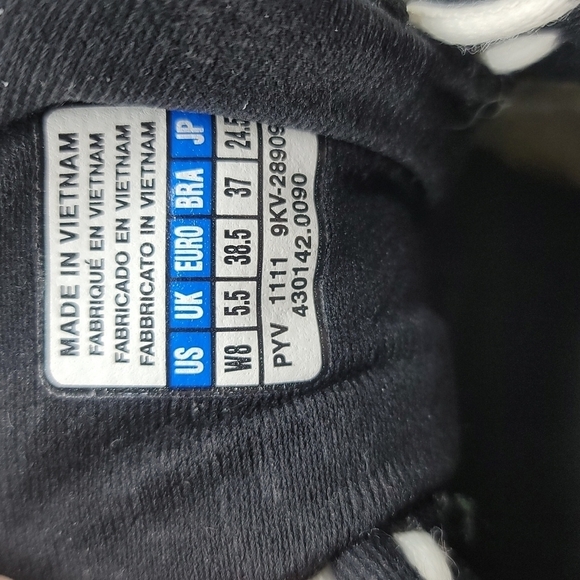 MADE IN VIETNAM
FABRIQUÉ EN VIETNAM
FABRICADO EN VIETNAM
FABBRICATO IN VIETNAM
US UK EURO BRA JP
W8 5.5 38.5 37 24.5
PYV 1111 9KV-28909
430142.0090